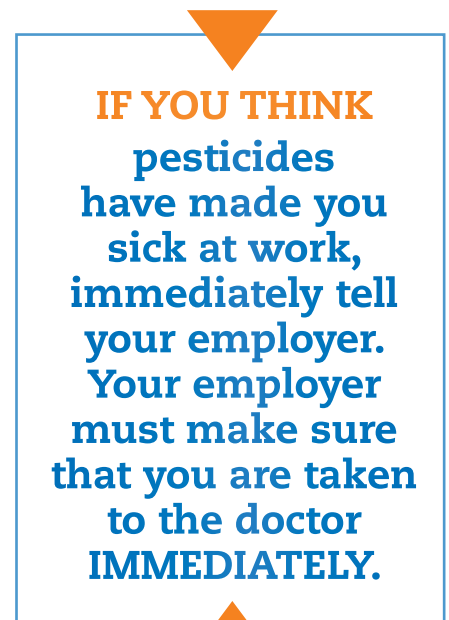 IF YOU THINK
pesticides
have made you
sick at work,
immediately tell
your employer.
Your employer
must make sure
that you are taken
to the doctor
IMMEDIATELY.